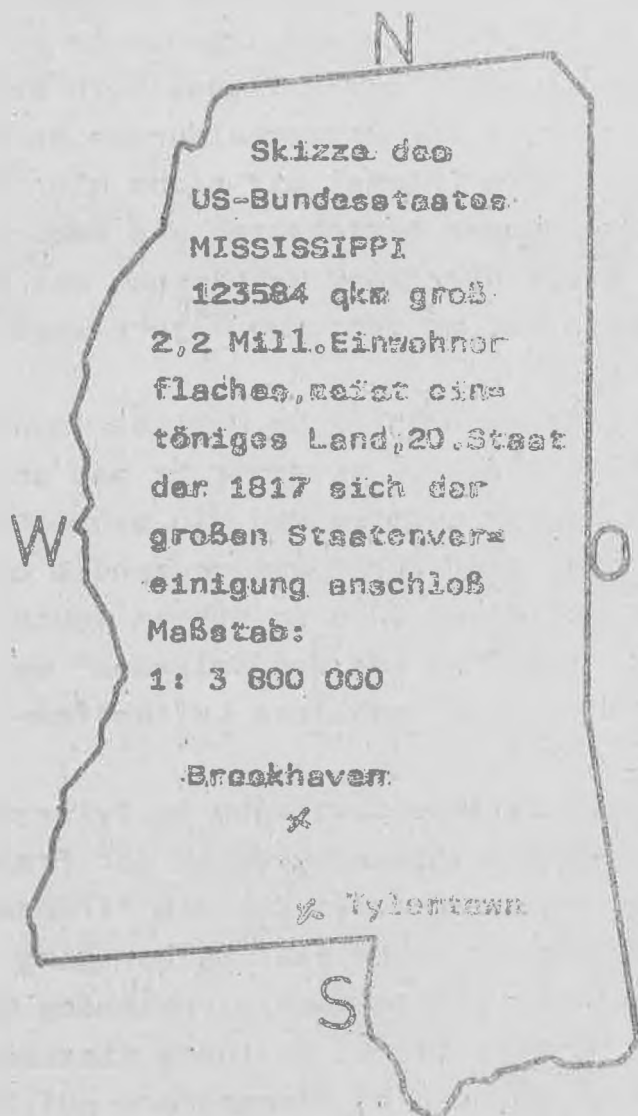 N
Skizze des
US-Bundesstaates
MISSISSIPPI
123584 qkm groß
2,2 Mill.Einwohner
flaches,meist ein=
töniges Land,20.Staat
der 1817 sich der
W
großen Staatenver=
O
einigung anschloß
Maßstab:
1: 3 800 000
Brookhaven
Tylertown
S